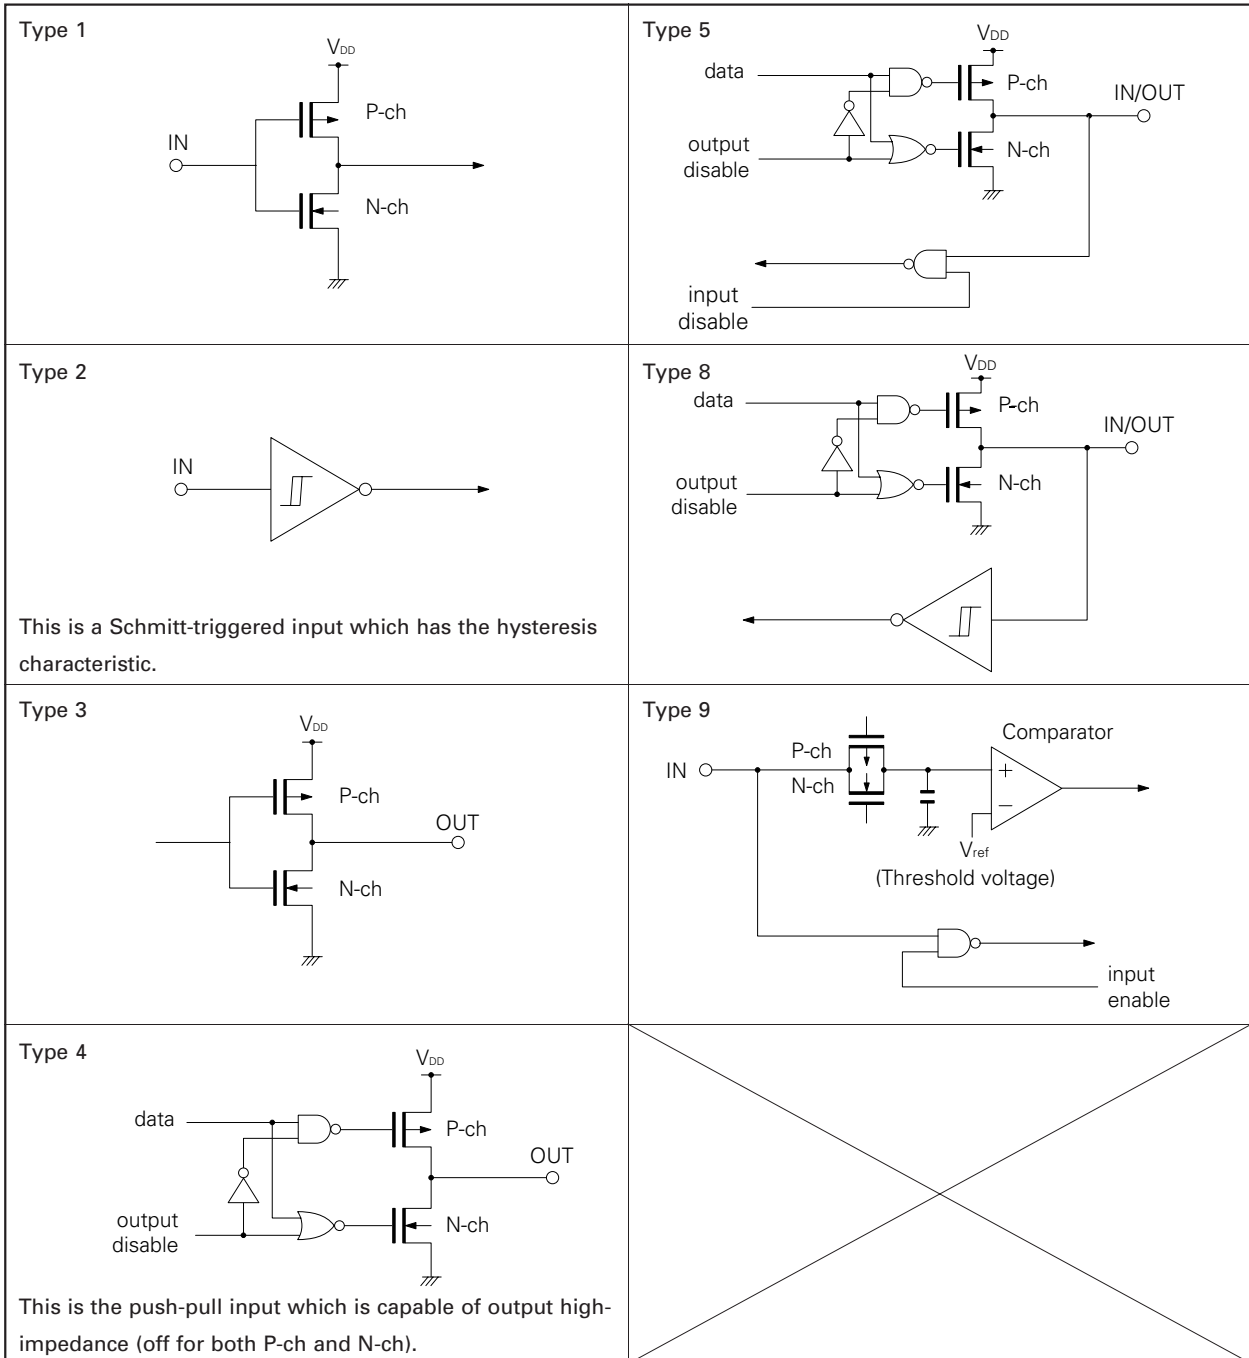 Type 1
VDD
P-ch
IN
N-ch
Type 2
IN
This is a Schmitt-triggered input which has the hysteresis
characteristic.
Type 3
VDD
P-ch
OUT
N-ch
Type 4
VDD
data
P-ch
OUT
output
disable
N-ch
This is the push-pull input which is capable of output high-
impedance (off for both P-ch and N-ch).
Type 5
VDD
data
P-ch
IN/OUT
output
disable
N-ch
input
disable
Type 8
VDD
data
P-ch
IN/OUT
output
disable
N-ch
Type 9
Comparator
P-ch
IN
N-ch
+
−
Vref
(Threshold voltage)
input
enable